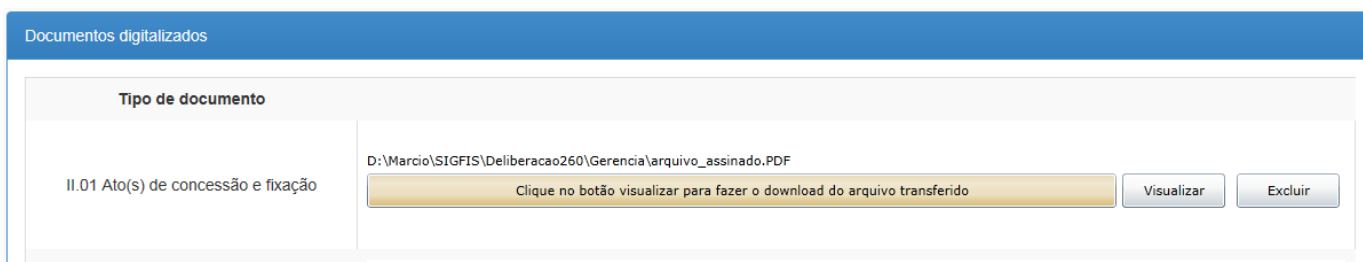 Documentos digitalizados
Tipo de documento
II.01 Ato(s) de concessão e fixação
D:\Marcio\SIGFIS\Deliberacao260\Gerencia\arquivo_assinado.PDF
Clique no botão visualizar para fazer o download do arquivo transferido
Visualizar
Excluir